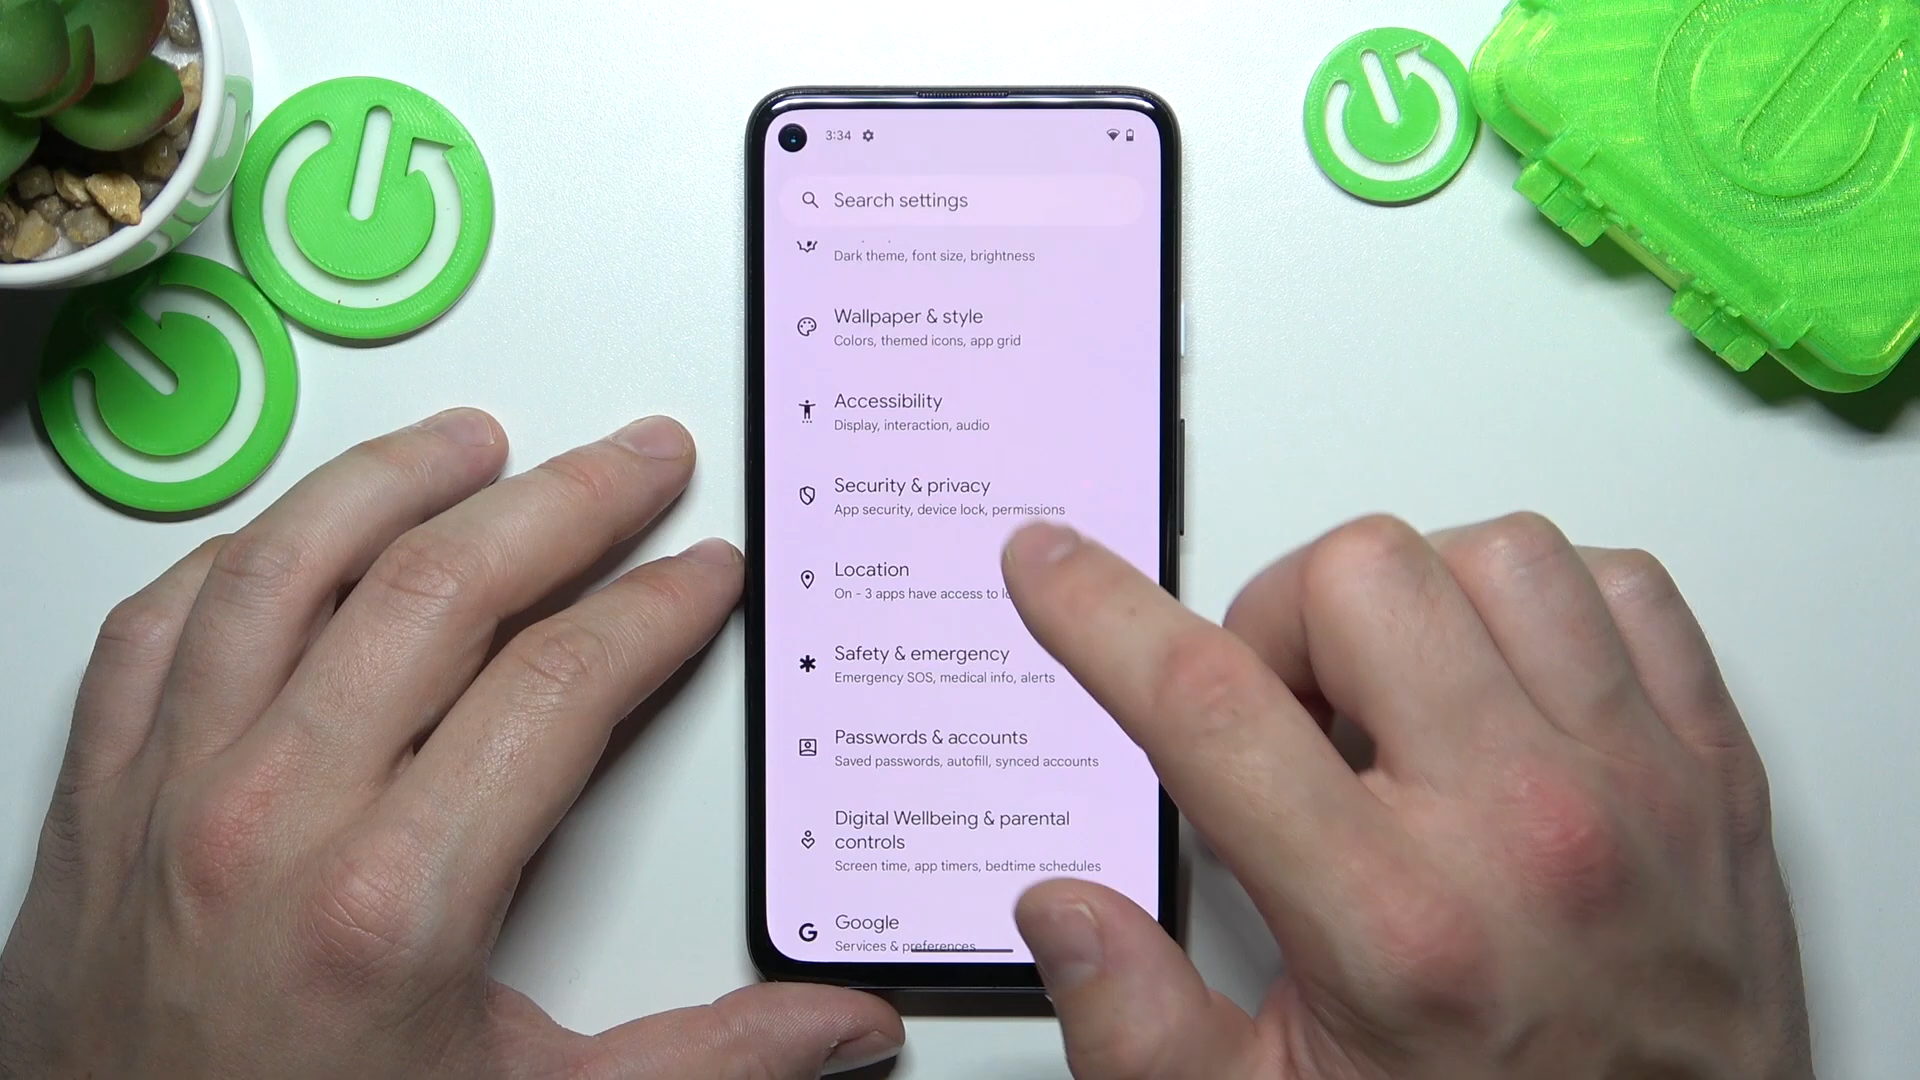 3:34
Search settings
Dark theme, font size, brightness
Wallpaper & style
Colors, themed icons, app grid
Accessibility
Display, interaction, audio
Security & privacy
App security, device lock, permissions
Location
On - 3 apps have access to
Safety & emergency
Emergency SOS, medical info, alerts
Passwords & accounts
Saved passwords, autofill, synced accounts
Digital Wellbeing & parental
controls
Screen time, app timers, bedtime schedules
Google
Services & preferences